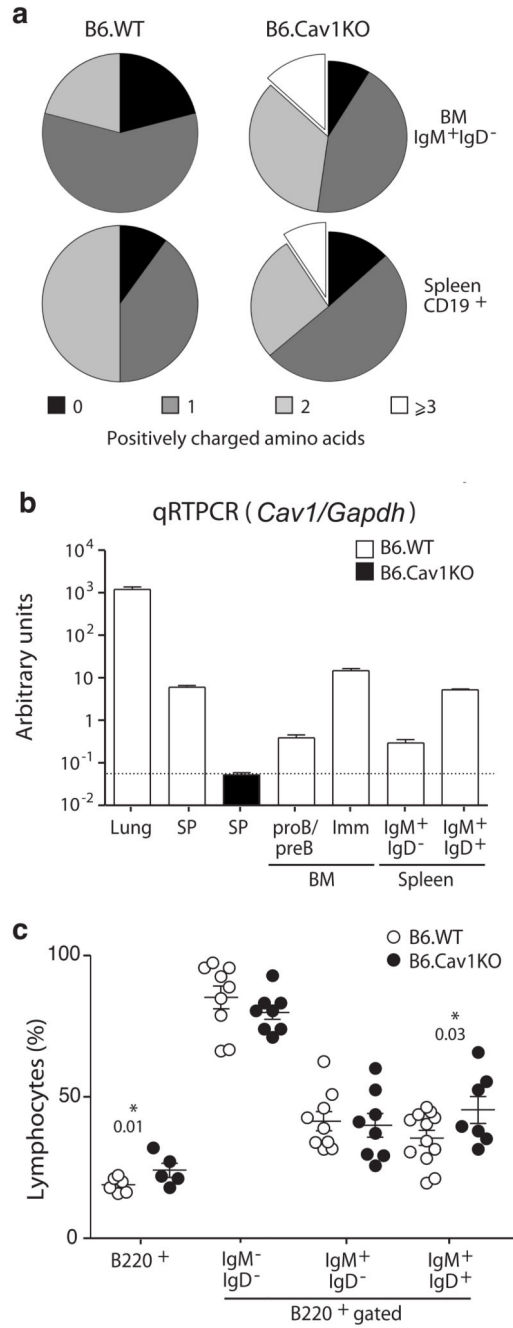 a
B6.WT B6.Cav1KO
BM
IgM+IgD-
Spleen
CD19 +
0 1 2 ⩾3
Positively charged amino acids
b
qRTPCR (Cav1/Gapdh)
B6.WT
B6.Cav1KO
Arbitrary units
10^4
10^3
10^2
10
1
10^-1
10^-2
Lung SP SP proB/ Imm IgM+ IgM+
preB IgD- IgD+
BM Spleen
c
B6.WT
B6.Cav1KO
Lymphocytes (%)
100
50
0
*
0.01
*
0.03
B220 + IgM- IgM+ IgM+
IgD- IgD- IgD+
B220 + gated